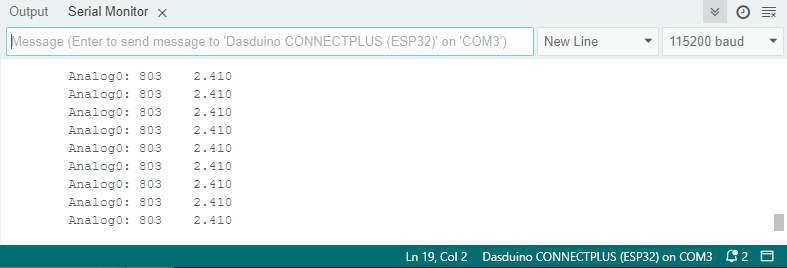 Output Serial Monitor
Message (Enter to send message to 'Dasduino CONNECTPLUS (ESP32)' on 'COM3') New Line 115200 baud
Analog0: 803 2.410
Analog0: 803 2.410
Analog0: 803 2.410
Analog0: 803 2.410
Analog0: 803 2.410
Analog0: 803 2.410
Analog0: 803 2.410
Analog0: 803 2.410
Analog0: 803 2.410
Ln 19, Col 2 Dasduino CONNECTPLUS (ESP32) on COM3 2